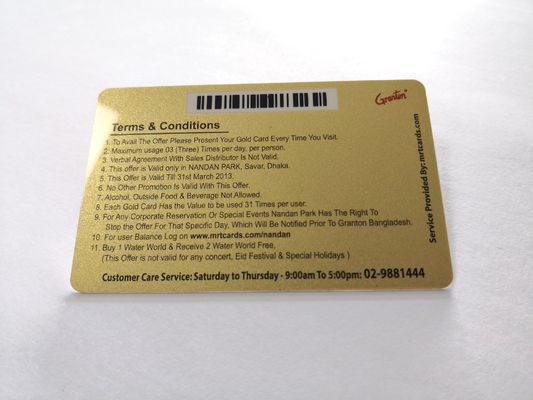 Granton
Terms & Conditions
1. To Avail The Offer Please Present Your Gold Card Every Time You Visit.
2. Maximum usage 03 (Three) Times per day, per person.
3. Verbal Agreement With Sales Distributor Is Not Valid.
4. This offer is Valid only in NANDAN PARK, Savar, Dhaka.
5. This Offer is Valid Till 31st March 2013.
6. No Other Promotion Is Valid With This Offer.
7. Alcohol, Outside Food & Beverage Not Allowed.
8. Each Gold Card Has the Value to be used 31 Times per user.
9. For Any Corporate Reservation Or Special Events Nandan Park Has The Right To
Stop the Offer For That Specific Day, Which Will Be Notified Prior To Granton Bangladesh.
10. For user Balance Log on www.mrtcards.com/nandan
11. Buy 1 Water World & Receive 2 Water World Free,
(This Offer is not valid for any concert, Eid Festival & Special Holidays )
Customer Care Service: Saturday to Thursday - 9:00am To 5:00pm: 02-9881444
Service Provided By: mrtcards.com